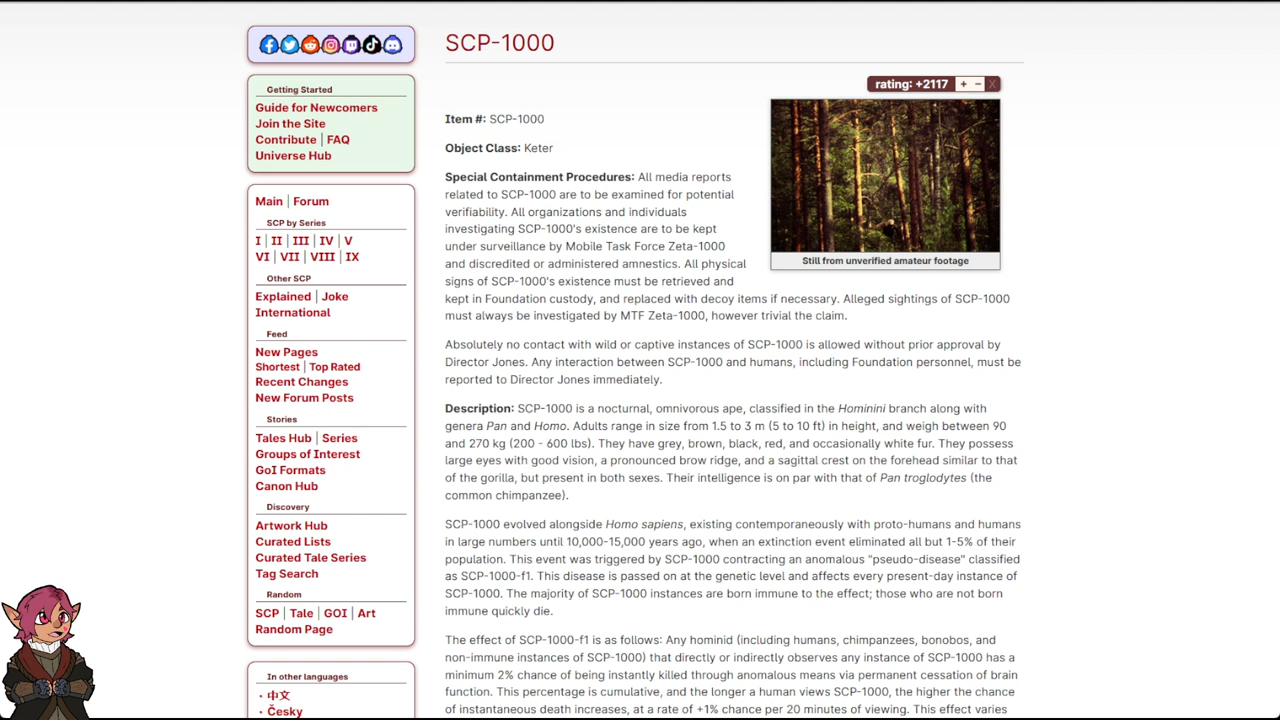 SCP-1000
rating: +2117 + − X
Getting Started
Guide for Newcomers
Join the Site
Contribute | FAQ
Universe Hub
Main | Forum
SCP by Series
I | II | III | IV | V
VI | VII | VIII | IX
Other SCP
Explained | Joke
International
Feed
New Pages
Shortest | Top Rated
Recent Changes
New Forum Posts
Stories
Tales Hub | Series
Groups of Interest
GoI Formats
Canon Hub
Discovery
Artwork Hub
Curated Lists
Curated Tale Series
Tag Search
Random
SCP | Tale | GOI | Art
Random Page
In other languages
中文
Česky
Item #: SCP-1000
Object Class: Keter
Special Containment Procedures: All media reports
related to SCP-1000 are to be examined for potential
verifiability. All organizations and individuals
investigating SCP-1000's existence are to be kept
under surveillance by Mobile Task Force Zeta-1000
and discredited or administered amnestics. All physical
signs of SCP-1000's existence must be retrieved and
kept in Foundation custody, and replaced with decoy items if necessary. Alleged sightings of SCP-1000
must always be investigated by MTF Zeta-1000, however trivial the claim.
Still from unverified amateur footage
Absolutely no contact with wild or captive instances of SCP-1000 is allowed without prior approval by
Director Jones. Any interaction between SCP-1000 and humans, including Foundation personnel, must be
reported to Director Jones immediately.
Description: SCP-1000 is a nocturnal, omnivorous ape, classified in the Hominini branch along with
genera Pan and Homo. Adults range in size from 1.5 to 3 m (5 to 10 ft) in height, and weigh between 90
and 270 kg (200 - 600 lbs). They have grey, brown, black, red, and occasionally white fur. They possess
large eyes with good vision, a pronounced brow ridge, and a sagittal crest on the forehead similar to that
of the gorilla, but present in both sexes. Their intelligence is on par with that of Pan troglodytes (the
common chimpanzee).
SCP-1000 evolved alongside Homo sapiens, existing contemporaneously with proto-humans and humans
in large numbers until 10,000-15,000 years ago, when an extinction event eliminated all but 1-5% of their
population. This event was triggered by SCP-1000 contracting an anomalous "pseudo-disease" classified
as SCP-1000-f1. This disease is passed on at the genetic level and affects every present-day instance of
SCP-1000. The majority of SCP-1000 instances are born immune to the effect; those who are not born
immune quickly die.
The effect of SCP-1000-f1 is as follows: Any hominid (including humans, chimpanzees, bonobos, and
non-immune instances of SCP-1000) that directly or indirectly observes any instance of SCP-1000 has a
minimum 2% chance of being instantly killed through anomalous means via permanent cessation of brain
function. This percentage is cumulative, and the longer a human views SCP-1000, the higher the chance
of instantaneous death increases, at a rate of +1% chance per 20 minutes of viewing. This effect varies